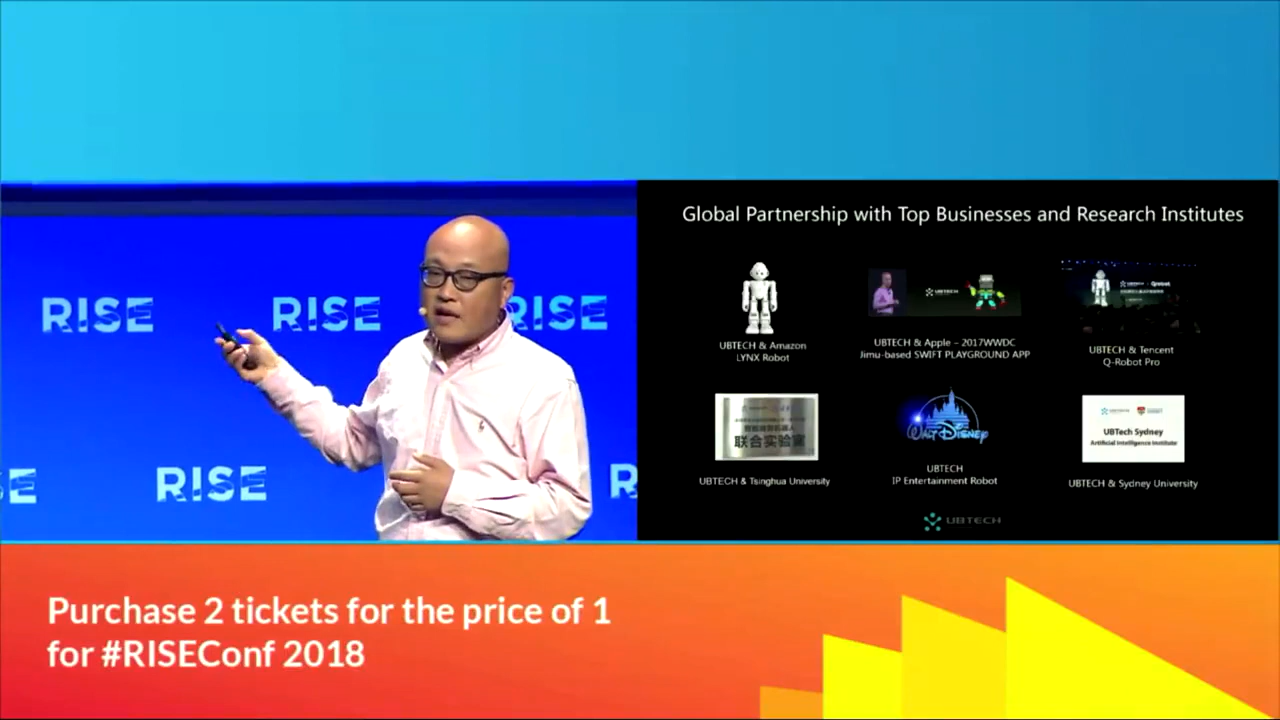 RISE
RISE
RISE
RISE
Global Partnership with Top Businesses and Research Institutes
UBTECH & Amazon
LYNX Robot
UBTECH
UBTECH & Apple – 2017WWDC
Jimu-based SWIFT PLAYGROUND APP
UBTECH & Tencent
Q-Robot Pro
联合实验室
UBTECH & Tsinghua University
WALT DISNEY
UBTECH
IP Entertainment Robot
UBTech Sydney
Artificial Intelligence Institute
UBTECH & Sydney University
UBTECH
Purchase 2 tickets for the price of 1
for #RISEConf 2018